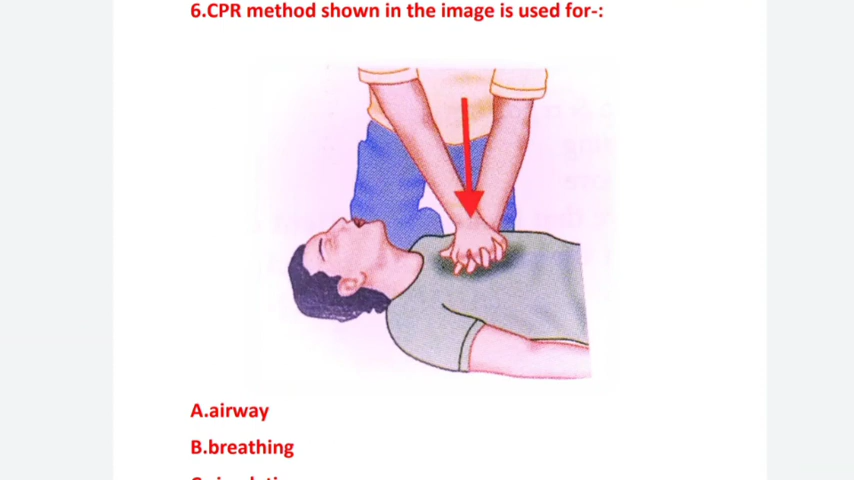 6.CPR method shown in the image is used for-:
A.airway
B.breathing